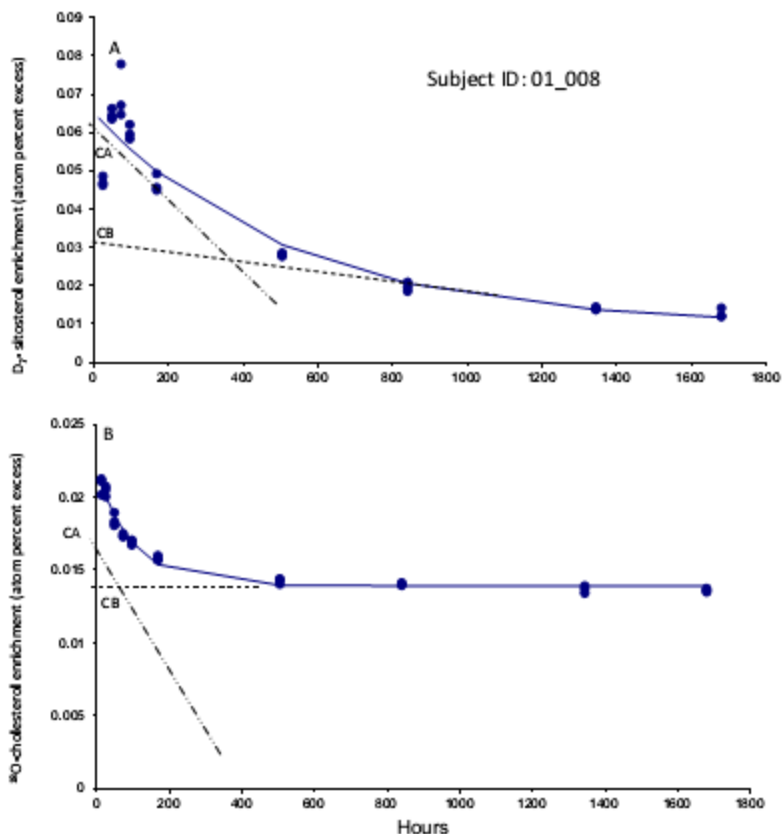 0.09
0.08
0.07
0.06
0.05
0.04
0.03
0.02
0.01
0
A
Subject ID: 01_008
CA
CB
0 200 400 600 800 1000 1200 1400 1600 1800
D₇- sitosterol enrichment (atom percent excess)
0.025
0.02
0.015
0.01
0.005
0
B
CA
CB
0 200 400 600 800 1000 1200 1400 1600 1800
¹⁸O-cholesterol enrichment (atom percent excess)
Hours